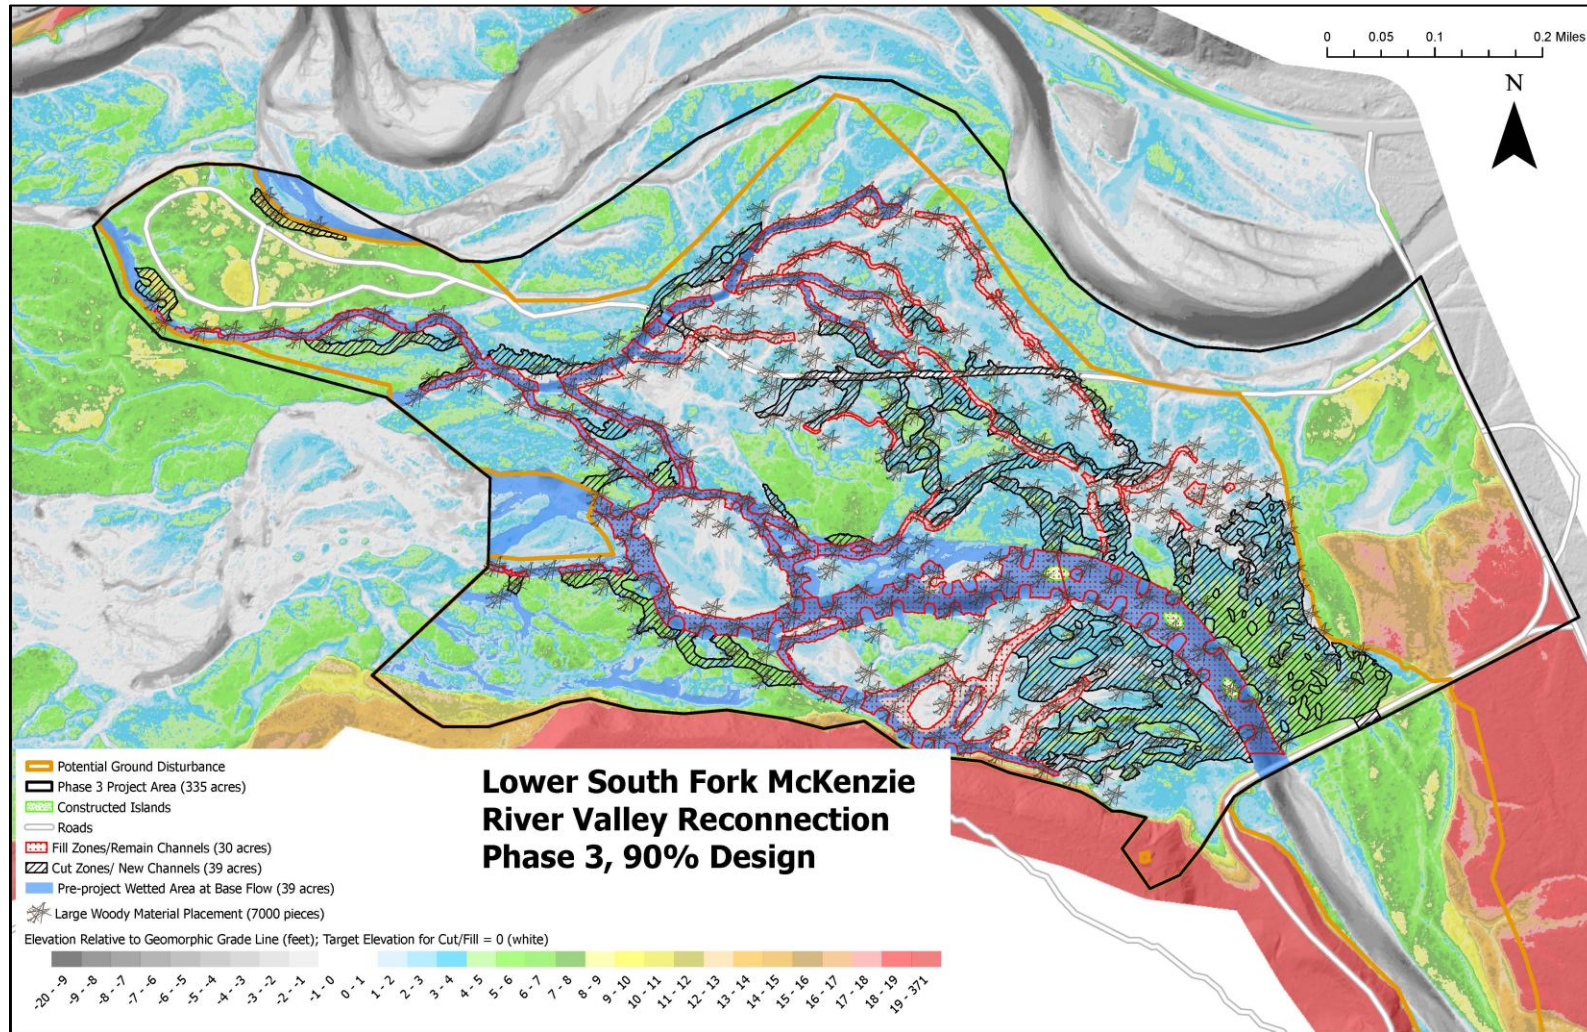 0 0.05 0.1 0.2 Miles
N
Lower South Fork McKenzie
River Valley Reconnection
Phase 3, 90% Design
Potential Ground Disturbance
Phase 3 Project Area (335 acres)
Constructed Islands
Roads
Fill Zones/Remain Channels (30 acres)
Cut Zones/ New Channels (39 acres)
Pre-project Wetted Area at Base Flow (39 acres)
Large Woody Material Placement (7000 pieces)
Elevation Relative to Geomorphic Grade Line (feet); Target Elevation for Cut/Fill = 0 (white)
-20 - -9
-9 - -8
-8 - -7
-7 - -6
-6 - -5
-5 - -4
-4 - -3
-3 - -2
-2 - -1
-1 - 0
0 - 1
1 - 2
2 - 3
3 - 4
4 - 5
5 - 6
6 - 7
7 - 8
8 - 9
9 - 10
10 - 11
11 - 12
12 - 13
13 - 14
14 - 15
15 - 16
16 - 17
17 - 18
18 - 19
19 - 371